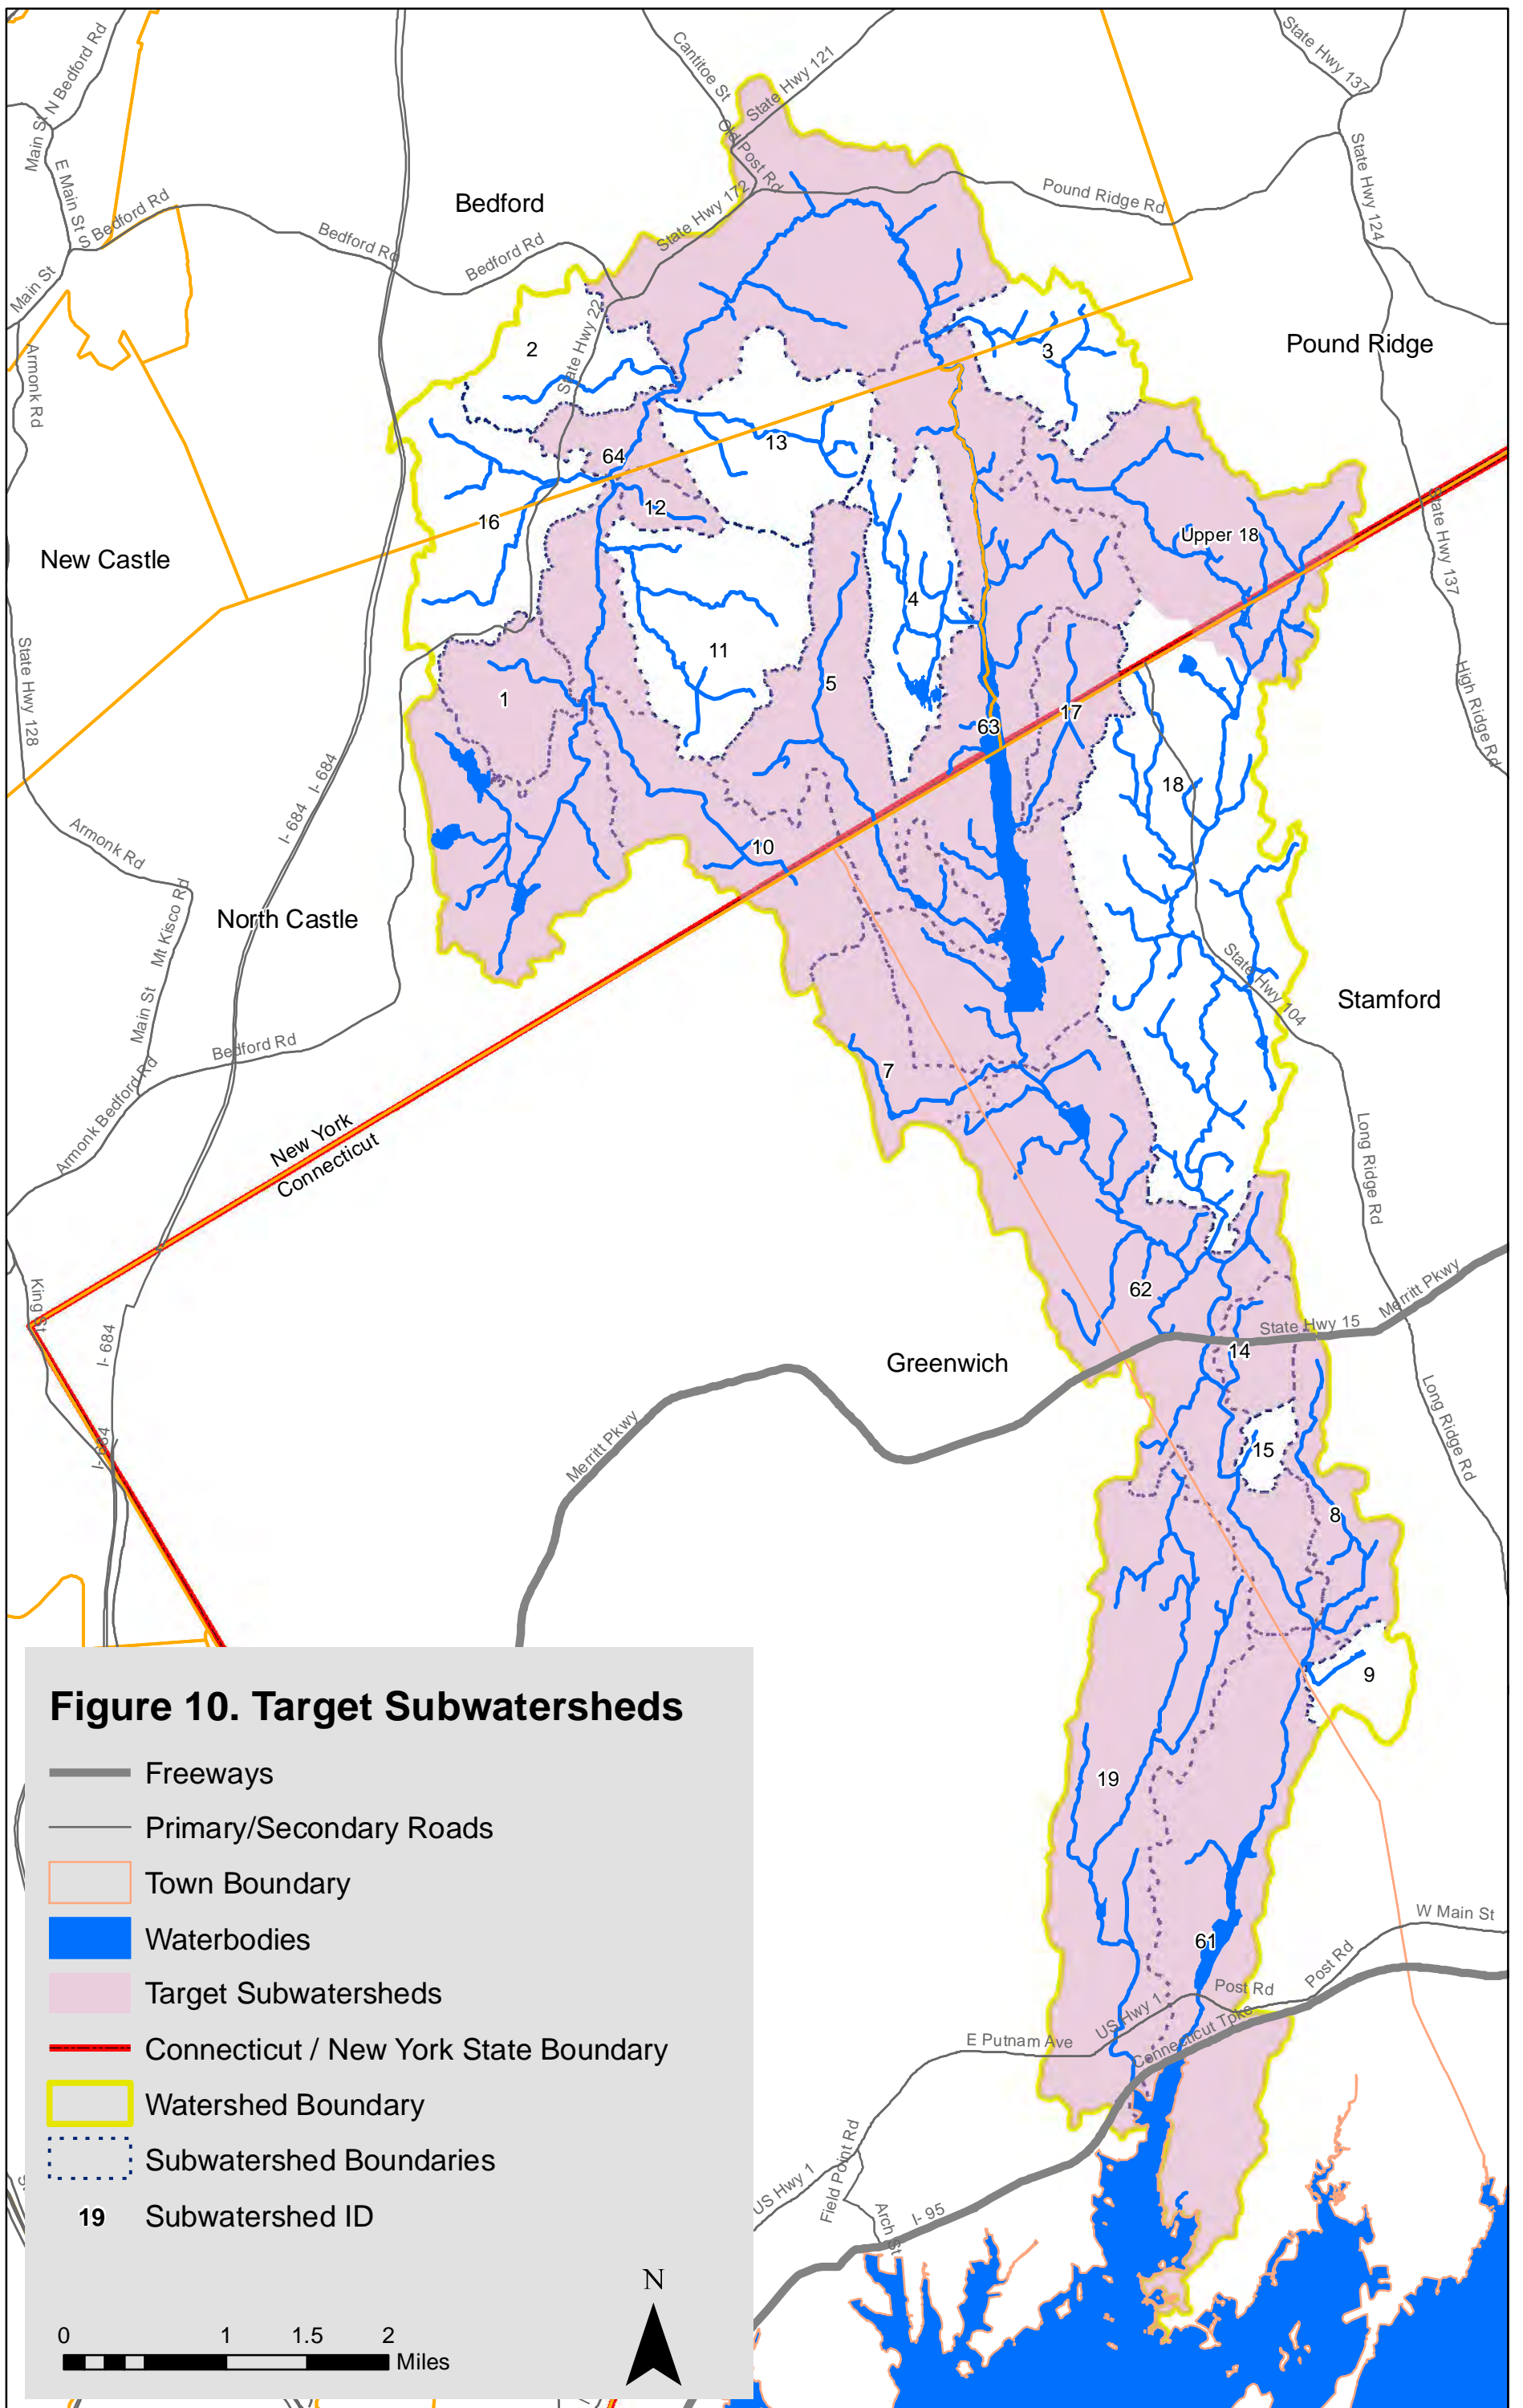 Cantitoe St
State Hwy 121
State Hwy 137
Main St
N Bedford Rd
Old Post Rd
E Main St
State Hwy 124
Bedford
State Hwy 172
Pound Ridge Rd
S Bedford Rd
Bedford Rd
Bedford Rd
Main St
State Hwy 22
2
3
Pound Ridge
Armonk Rd
13
64
12
16
State Hwy 137
Upper 18
New Castle
4
11
5
1
State Hwy 128
High Ridge Rd
17
63
I- 684
I- 684
18
Armonk Rd
10
Mt Kisco Rd
North Castle
State Hwy 104
Stamford
Main St
Bedford Rd
7
Armonk Bedford Rd
New York
Connecticut
Long Ridge Rd
King St
62
Merritt Pkwy
State Hwy 15
I- 684
14
Greenwich
Long Ridge Rd
Merritt Pkwy
15
I- 684
8
9
Figure 10. Target Subwatersheds
Freeways
Primary/Secondary Roads
Town Boundary
Waterbodies
Target Subwatersheds
Connecticut / New York State Boundary
Watershed Boundary
Subwatershed Boundaries
19 Subwatershed ID
0 1 1.5 2
Miles
N
19
W Main St
61
Post Rd
Post Rd
US Hwy 1
E Putnam Ave
Connecticut Tpke
Field Point Rd
US Hwy 1
Arch St
I- 95